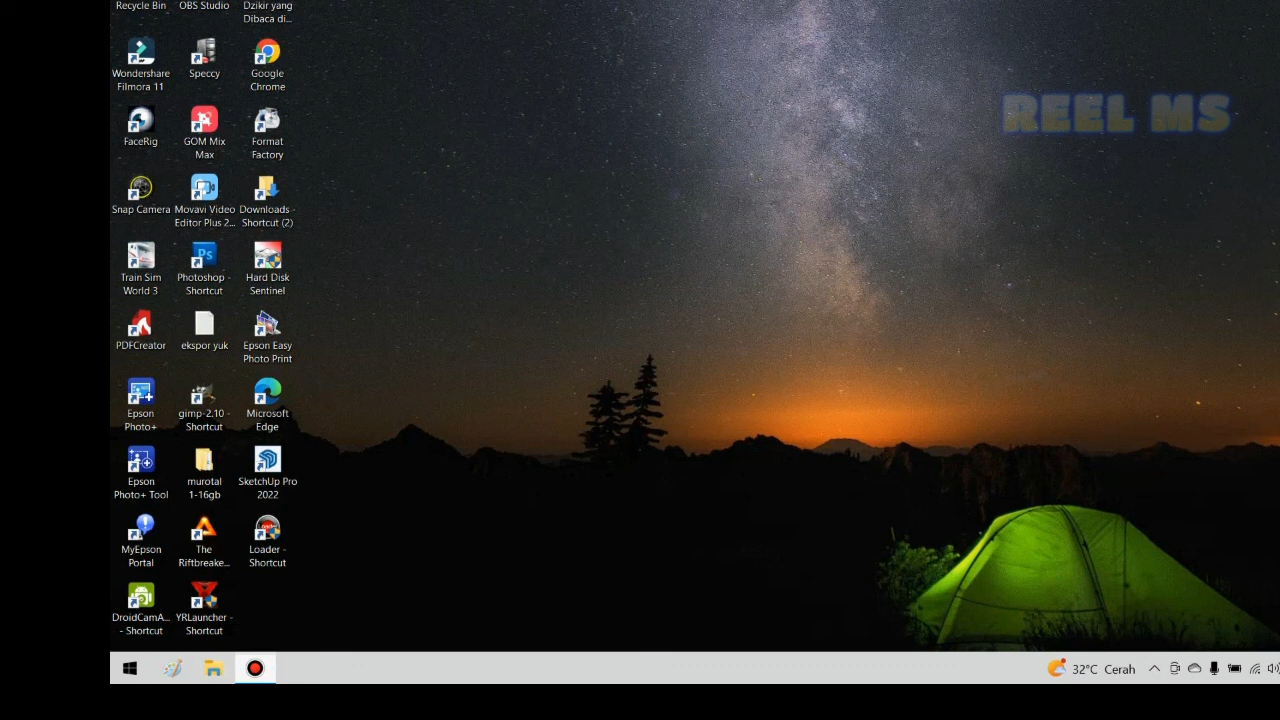 Recycle Bin
OBS Studio
Dzikir yang
Dibaca di...
REEL MS
Wondershare
Filmora 11
Speccy
Google
Chrome
FaceRig
GOM Mix
Max
Format
Factory
Snap Camera
Movavi Video
Editor Plus 2...
Downloads -
Shortcut (2)
Train Sim
World 3
Photoshop -
Shortcut
Hard Disk
Sentinel
PDFCreator
ekspor yuk
Epson Easy
Photo Print
Epson
Photo+
gimp-2.10 -
Shortcut
Microsoft
Edge
Epson
Photo+ Tool
murotal
1-16gb
SketchUp Pro
2022
MyEpson
Portal
The
Riftbreake...
Loader -
Shortcut
DroidCamA...
- Shortcut
YRLauncher -
Shortcut
32°C Cerah